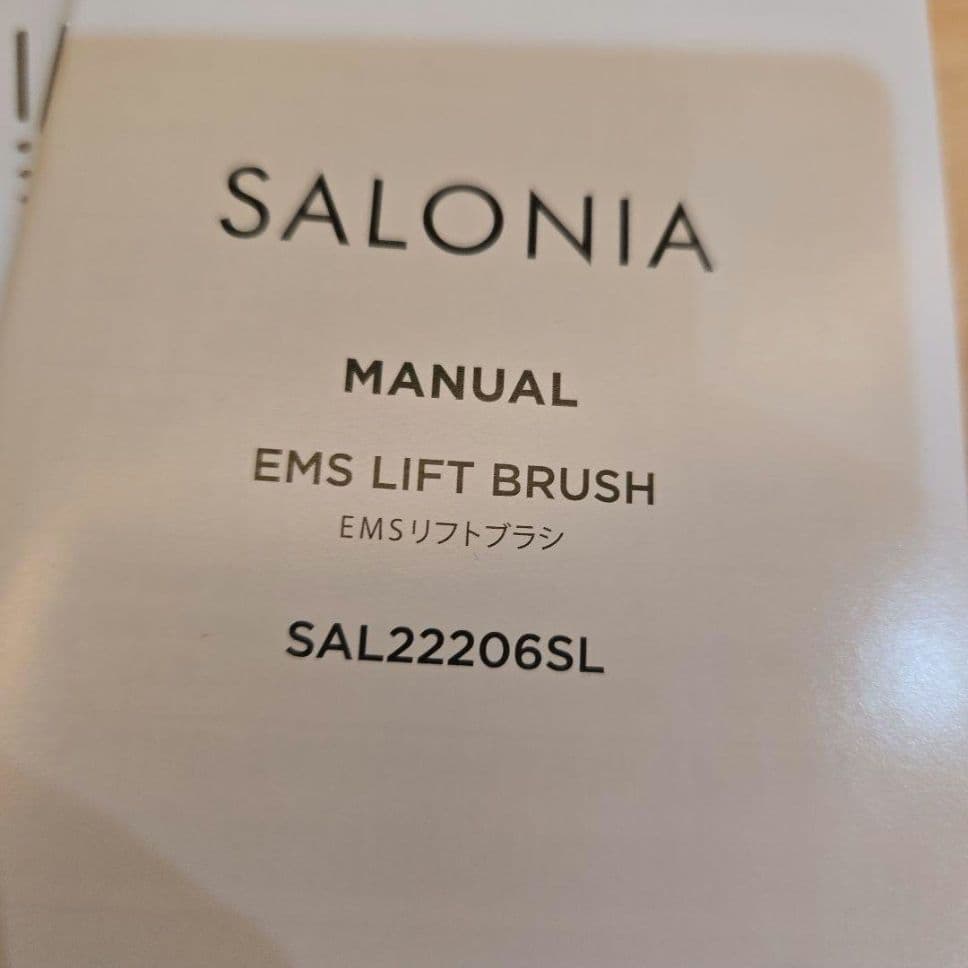 SALONIA
MANUAL
EMS LIFT BRUSH
EMSリフトブラシ
SAL22206SL